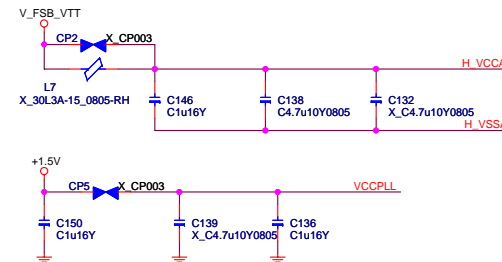 V_FSB_VTT
CP2 X_CP003
H_VCCA
L7
X_30L3A-15_0805-RH
C146
C1u16Y
C138
C4.7u10Y0805
C132
X_C4.7u10Y0805
H_VSSA
+1.5V
CP5 X_CP003
VCCPLL
C150
C1u16Y
C139
X_C4.7u10Y0805
C136
C1u16Y